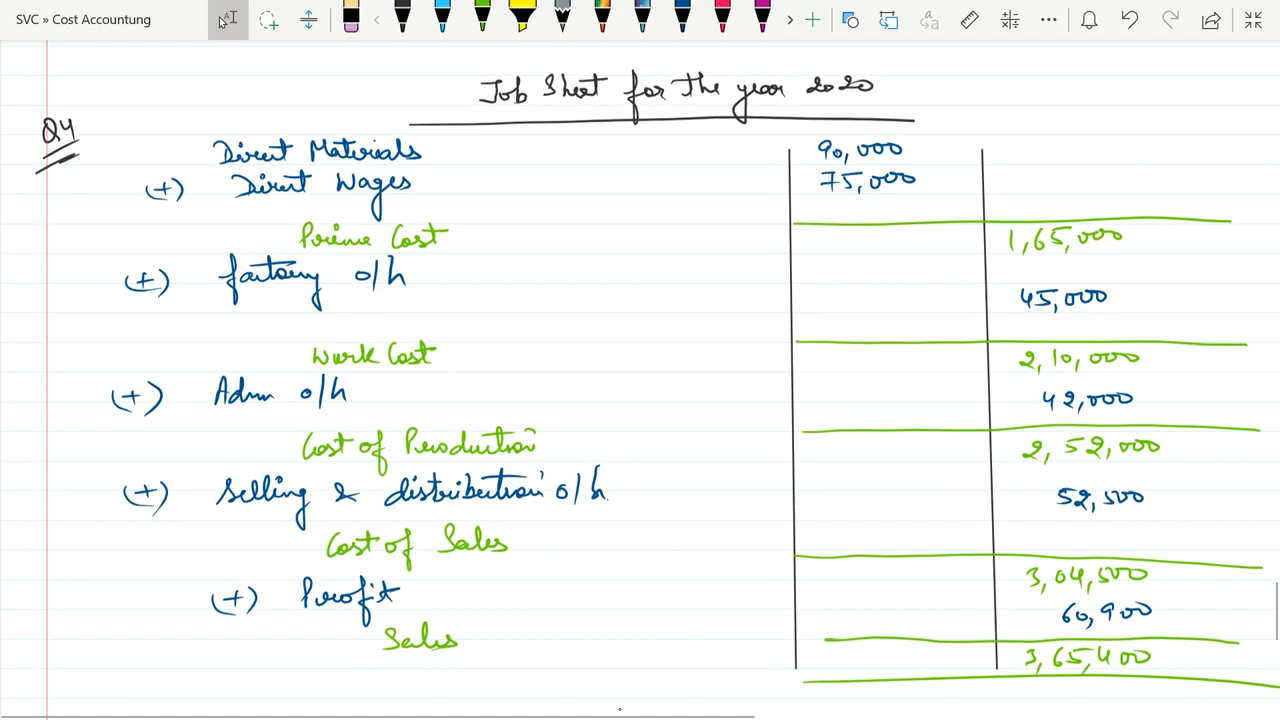 SVC » Cost Accountung
Job Sheet for the year 2020
Q4
Direct Materials 90,000
(+) Direct Wages 75,000
Prime Cost 1,65,000
(+) factory o/h 45,000
Work Cost 2,10,000
(+) Adm o/h 42,000
Cost of Production 2,52,000
(+) Selling & distribution o/h 52,500
Cost of Sales 3,04,500
(+) Profit 60,900
Sales 3,65,400